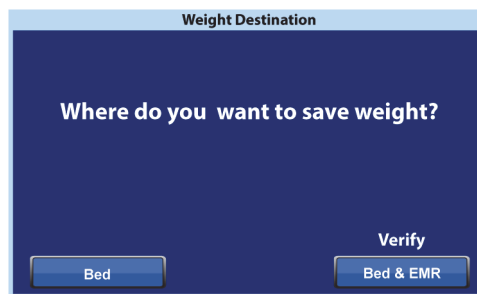 Weight Destination
Where do you want to save weight?
Verify
Bed
Bed & EMR